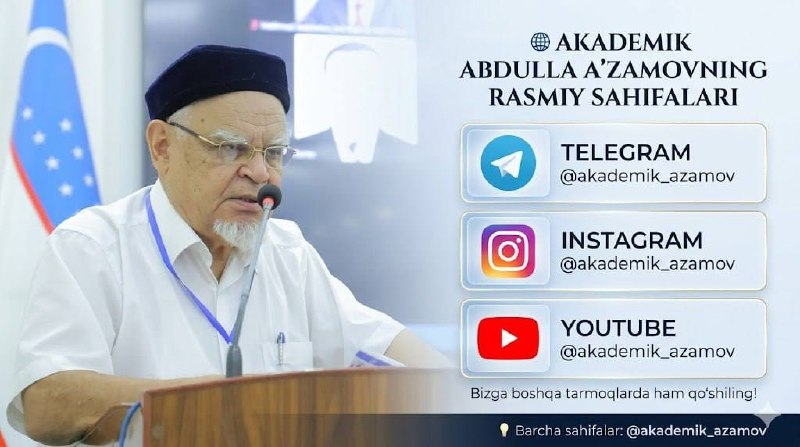 AKADEMIK
ABDULLA A’ZAMOVNING
RASMIY SAHIFALARI
TELEGRAM
@akademik_azamov
INSTAGRAM
@akademik_azamov
YOUTUBE
@akademik_azamov
Bizga boshqa tarmoqlarda ham qo‘shiling!
Barcha sahifalar: @akademik_azamov